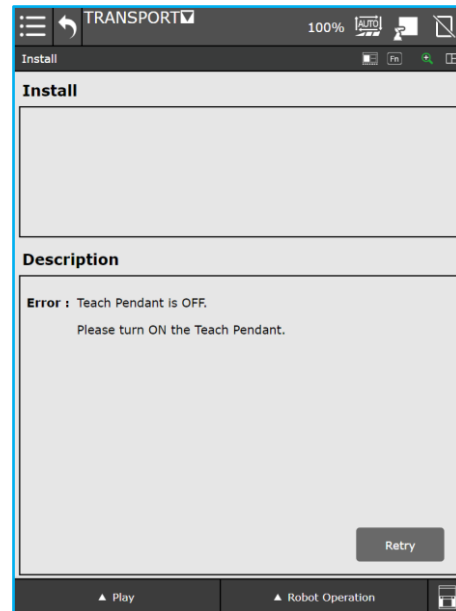 TRANSPORT
100% AUTO
Install
Fn
Install
Description
Error : Teach Pendant is OFF.
Please turn ON the Teach Pendant.
Retry
▲ Play
▲ Robot Operation